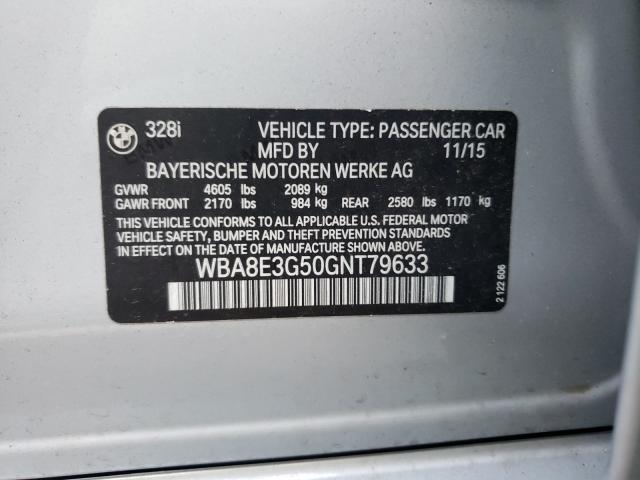 328i VEHICLE TYPE: PASSENGER CAR
MFD BY 11/15
BAYERISCHE MOTOREN WERKE AG
GVWR 4605 lbs 2089 kg
GAWR FRONT 2170 lbs 984 kg REAR 2580 lbs 1170 kg
THIS VEHICLE CONFORMS TO ALL APPLICABLE U.S. FEDERAL MOTOR
VEHICLE SAFETY, BUMPER AND THEFT PREVENTION STANDARDS
IN EFFECT ON THE DATE OF MANUFACTURE SHOWN ABOVE.
WBA8E3G50GNT79633
2 122 606